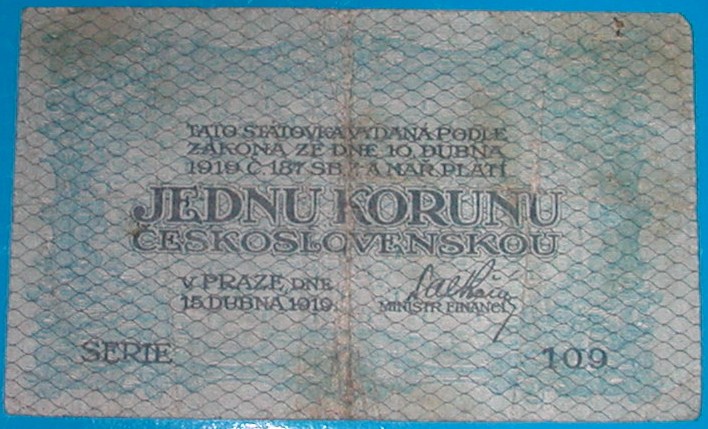 TATO STÁTOVKA VYDANÁ PODLE
ZÁKONA ZE DNE 10. DUBNA
1919 Č. 187 SB. Z. A NAŘ. PLATÍ
JEDNU KORUNU
ČESKOSLOVENSKOU
V PRAZE, DNE
15. DUBNA 1919.
MINISTR FINANCÍ
SERIE 109